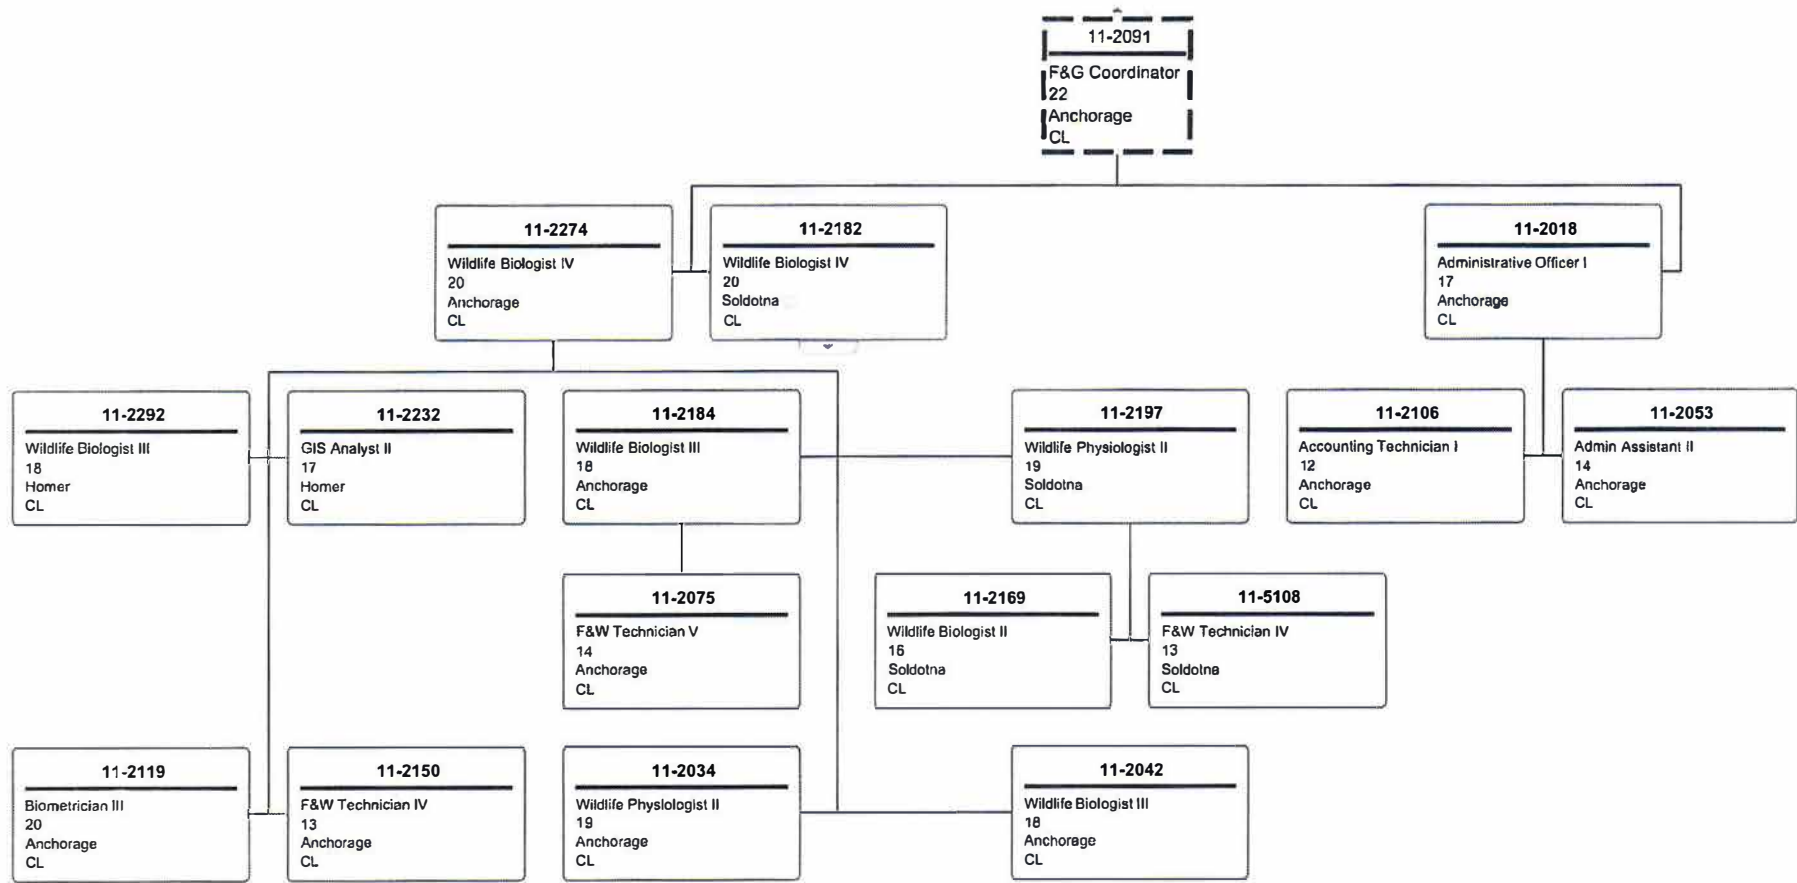 11-2091
F&G Coordinator
22
Anchorage
CL
11-2274
Wildlife Biologist IV
20
Anchorage
CL
11-2182
Wildlife Biologist IV
20
Soldotna
CL
11-2018
Administrative Officer I
17
Anchorage
CL
11-2292
Wildlife Biologist III
18
Homer
CL
11-2232
GIS Analyst II
17
Homer
CL
11-2184
Wildlife Biologist III
18
Anchorage
CL
11-2197
Wildlife Physiologist II
19
Soldotna
CL
11-2106
Accounting Technician I
12
Anchorage
CL
11-2053
Admin Assistant II
14
Anchorage
CL
11-2075
F&W Technician V
14
Anchorage
CL
11-2169
Wildlife Biologist II
16
Soldotna
CL
11-5108
F&W Technician IV
13
Soldotna
CL
11-2119
Biometrician III
20
Anchorage
CL
11-2150
F&W Technician IV
13
Anchorage
CL
11-2034
Wildlife Physiologist II
19
Anchorage
CL
11-2042
Wildlife Biologist III
18
Anchorage
CL